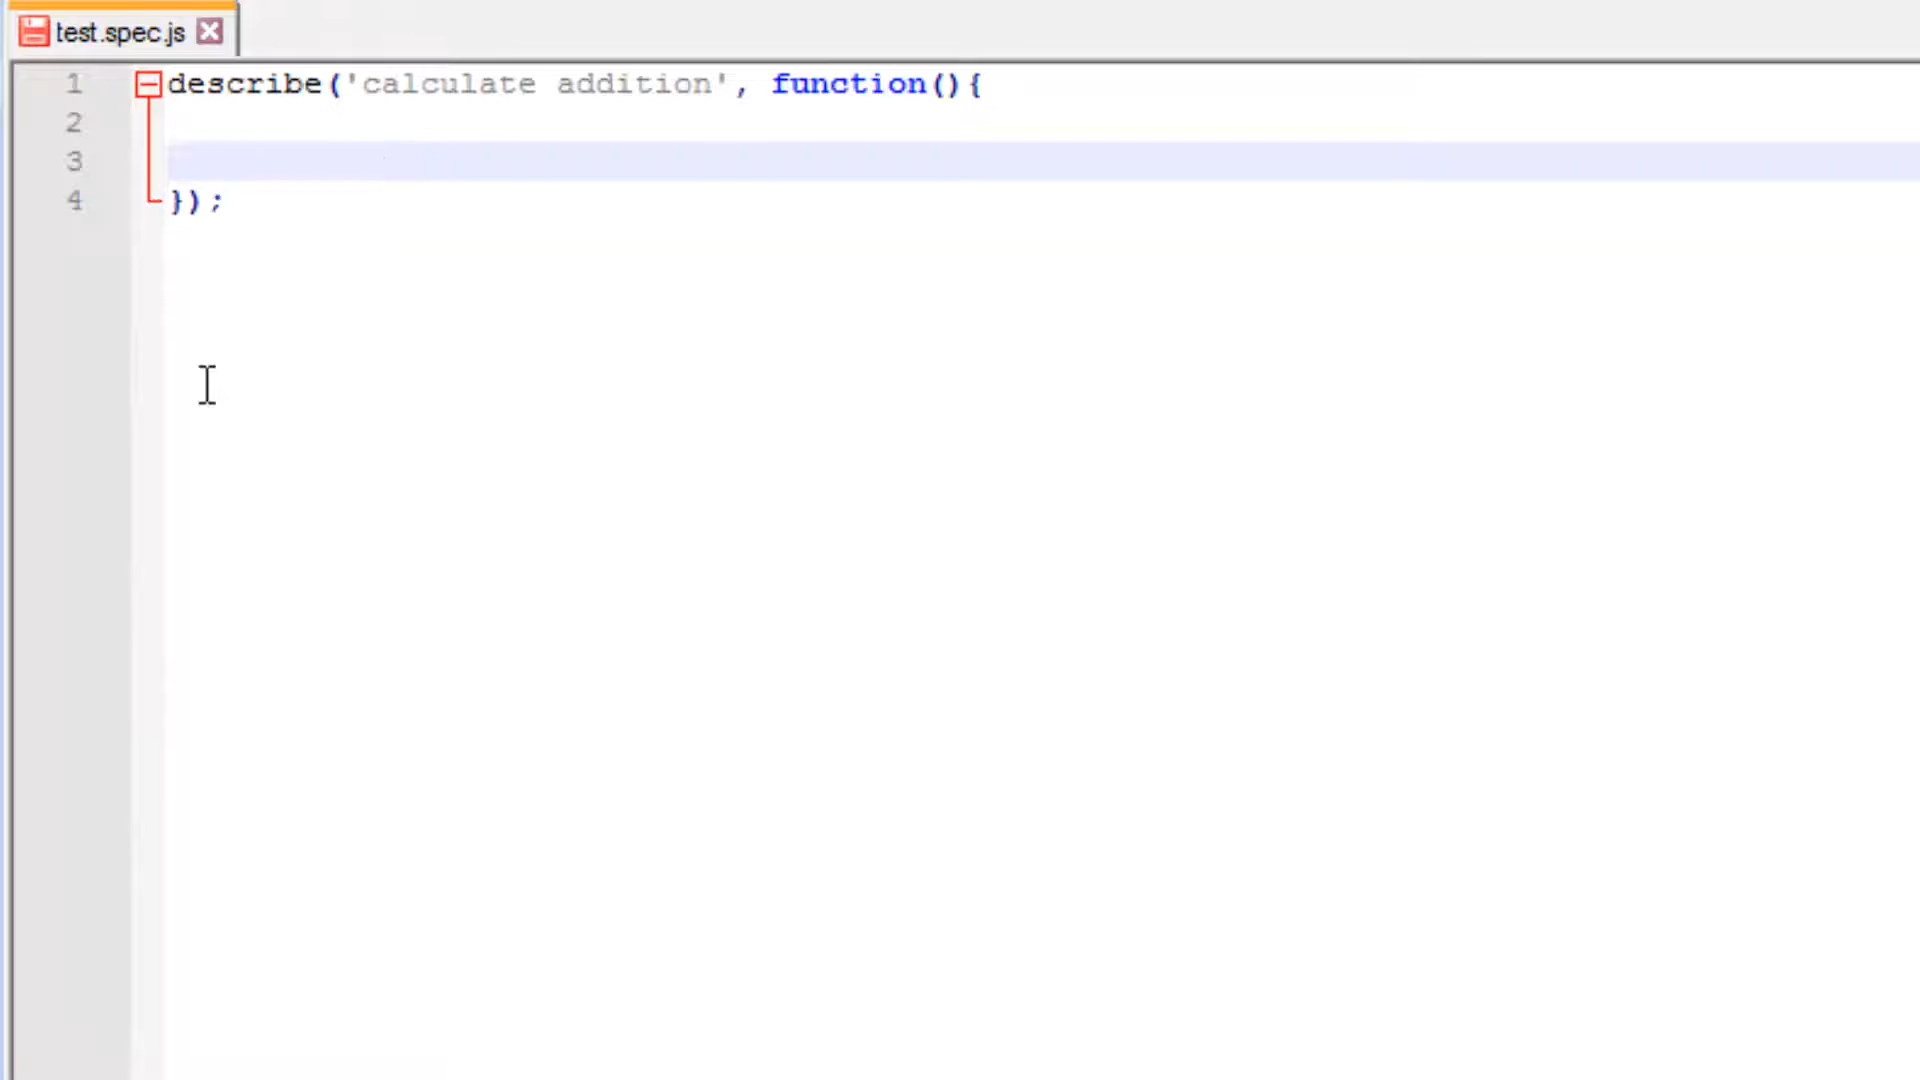 test.spec.js
1 describe('calculate addition', function(){
2
3
4 });